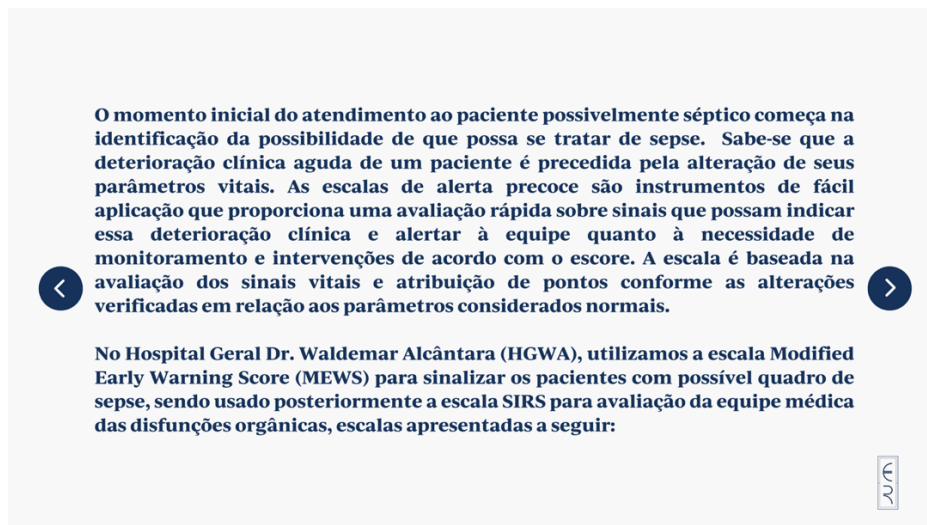 O momento inicial do atendimento ao paciente possivelmente séptico começa na
identificação da possibilidade de que possa se tratar de sepse. Sabe-se que a
deterioração clínica aguda de um paciente é precedida pela alteração de seus
parâmetros vitais. As escalas de alerta precoce são instrumentos de fácil
aplicação que proporciona uma avaliação rápida sobre sinais que possam indicar
essa deterioração clínica e alertar à equipe quanto à necessidade de
monitoramento e intervenções de acordo com o escore. A escala é baseada na
avaliação dos sinais vitais e atribuição de pontos conforme as alterações
verificadas em relação aos parâmetros considerados normais.
No Hospital Geral Dr. Waldemar Alcântara (HGWA), utilizamos a escala Modified
Early Warning Score (MEWS) para sinalizar os pacientes com possível quadro de
sepse, sendo usado posteriormente a escala SIRS para avaliação da equipe médica
das disfunções orgânicas, escalas apresentadas a seguir: